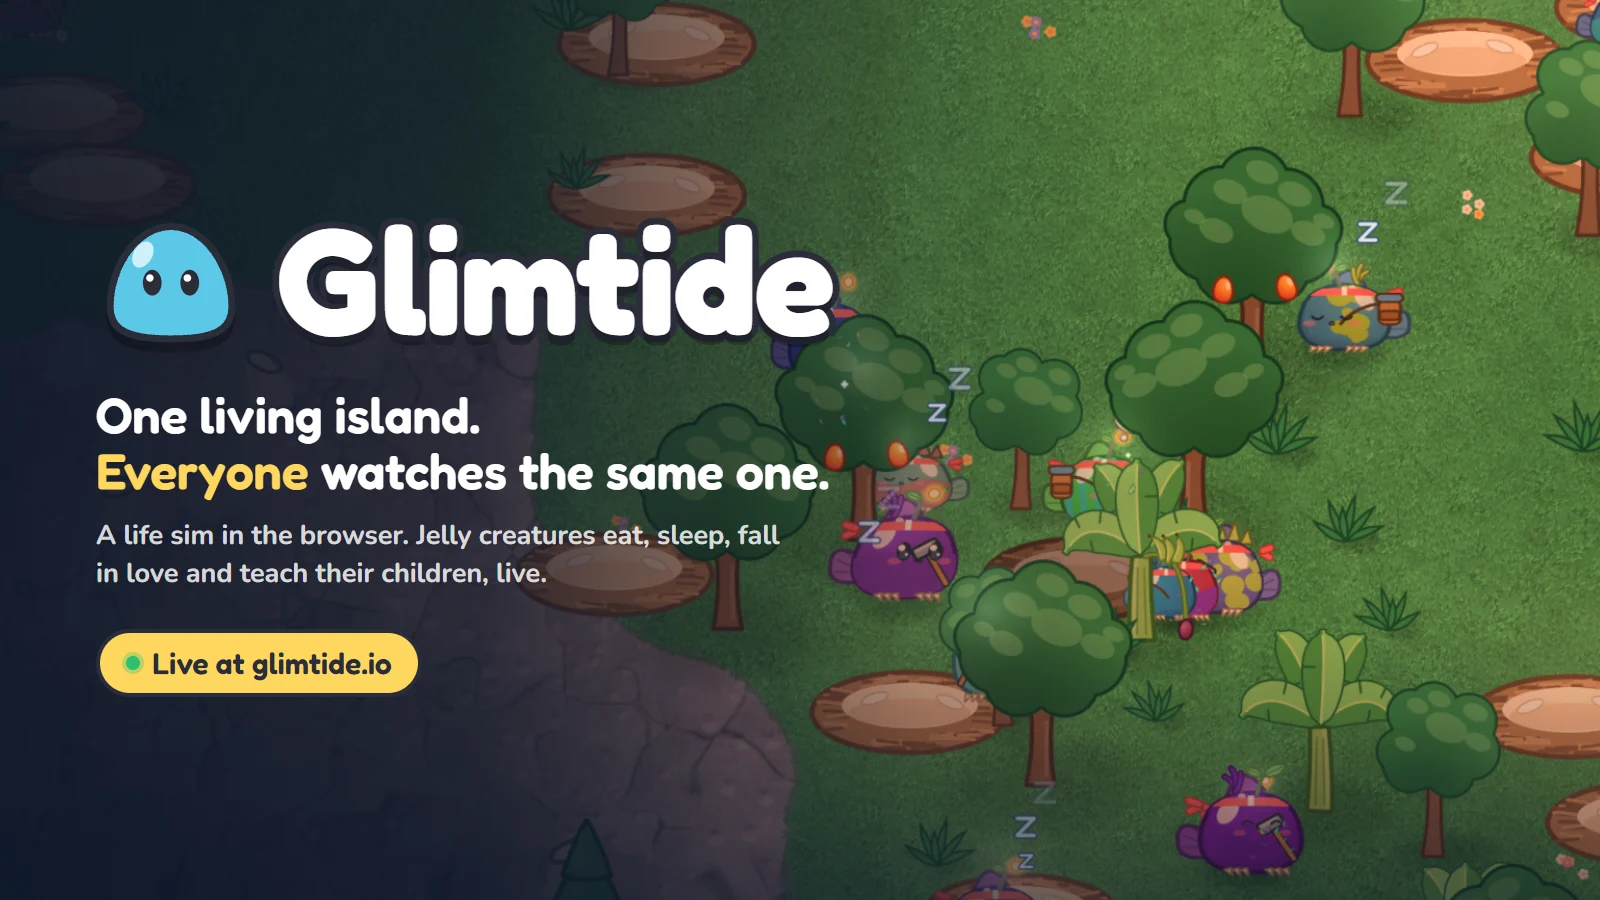 Glimtide
One living island.
Everyone watches the same one.
A life sim in the browser. Jelly creatures eat, sleep, fall
in love and teach their children, live.
Live at glimtide.io
Z
Z
Z
Z
Z
Z
Z
Z